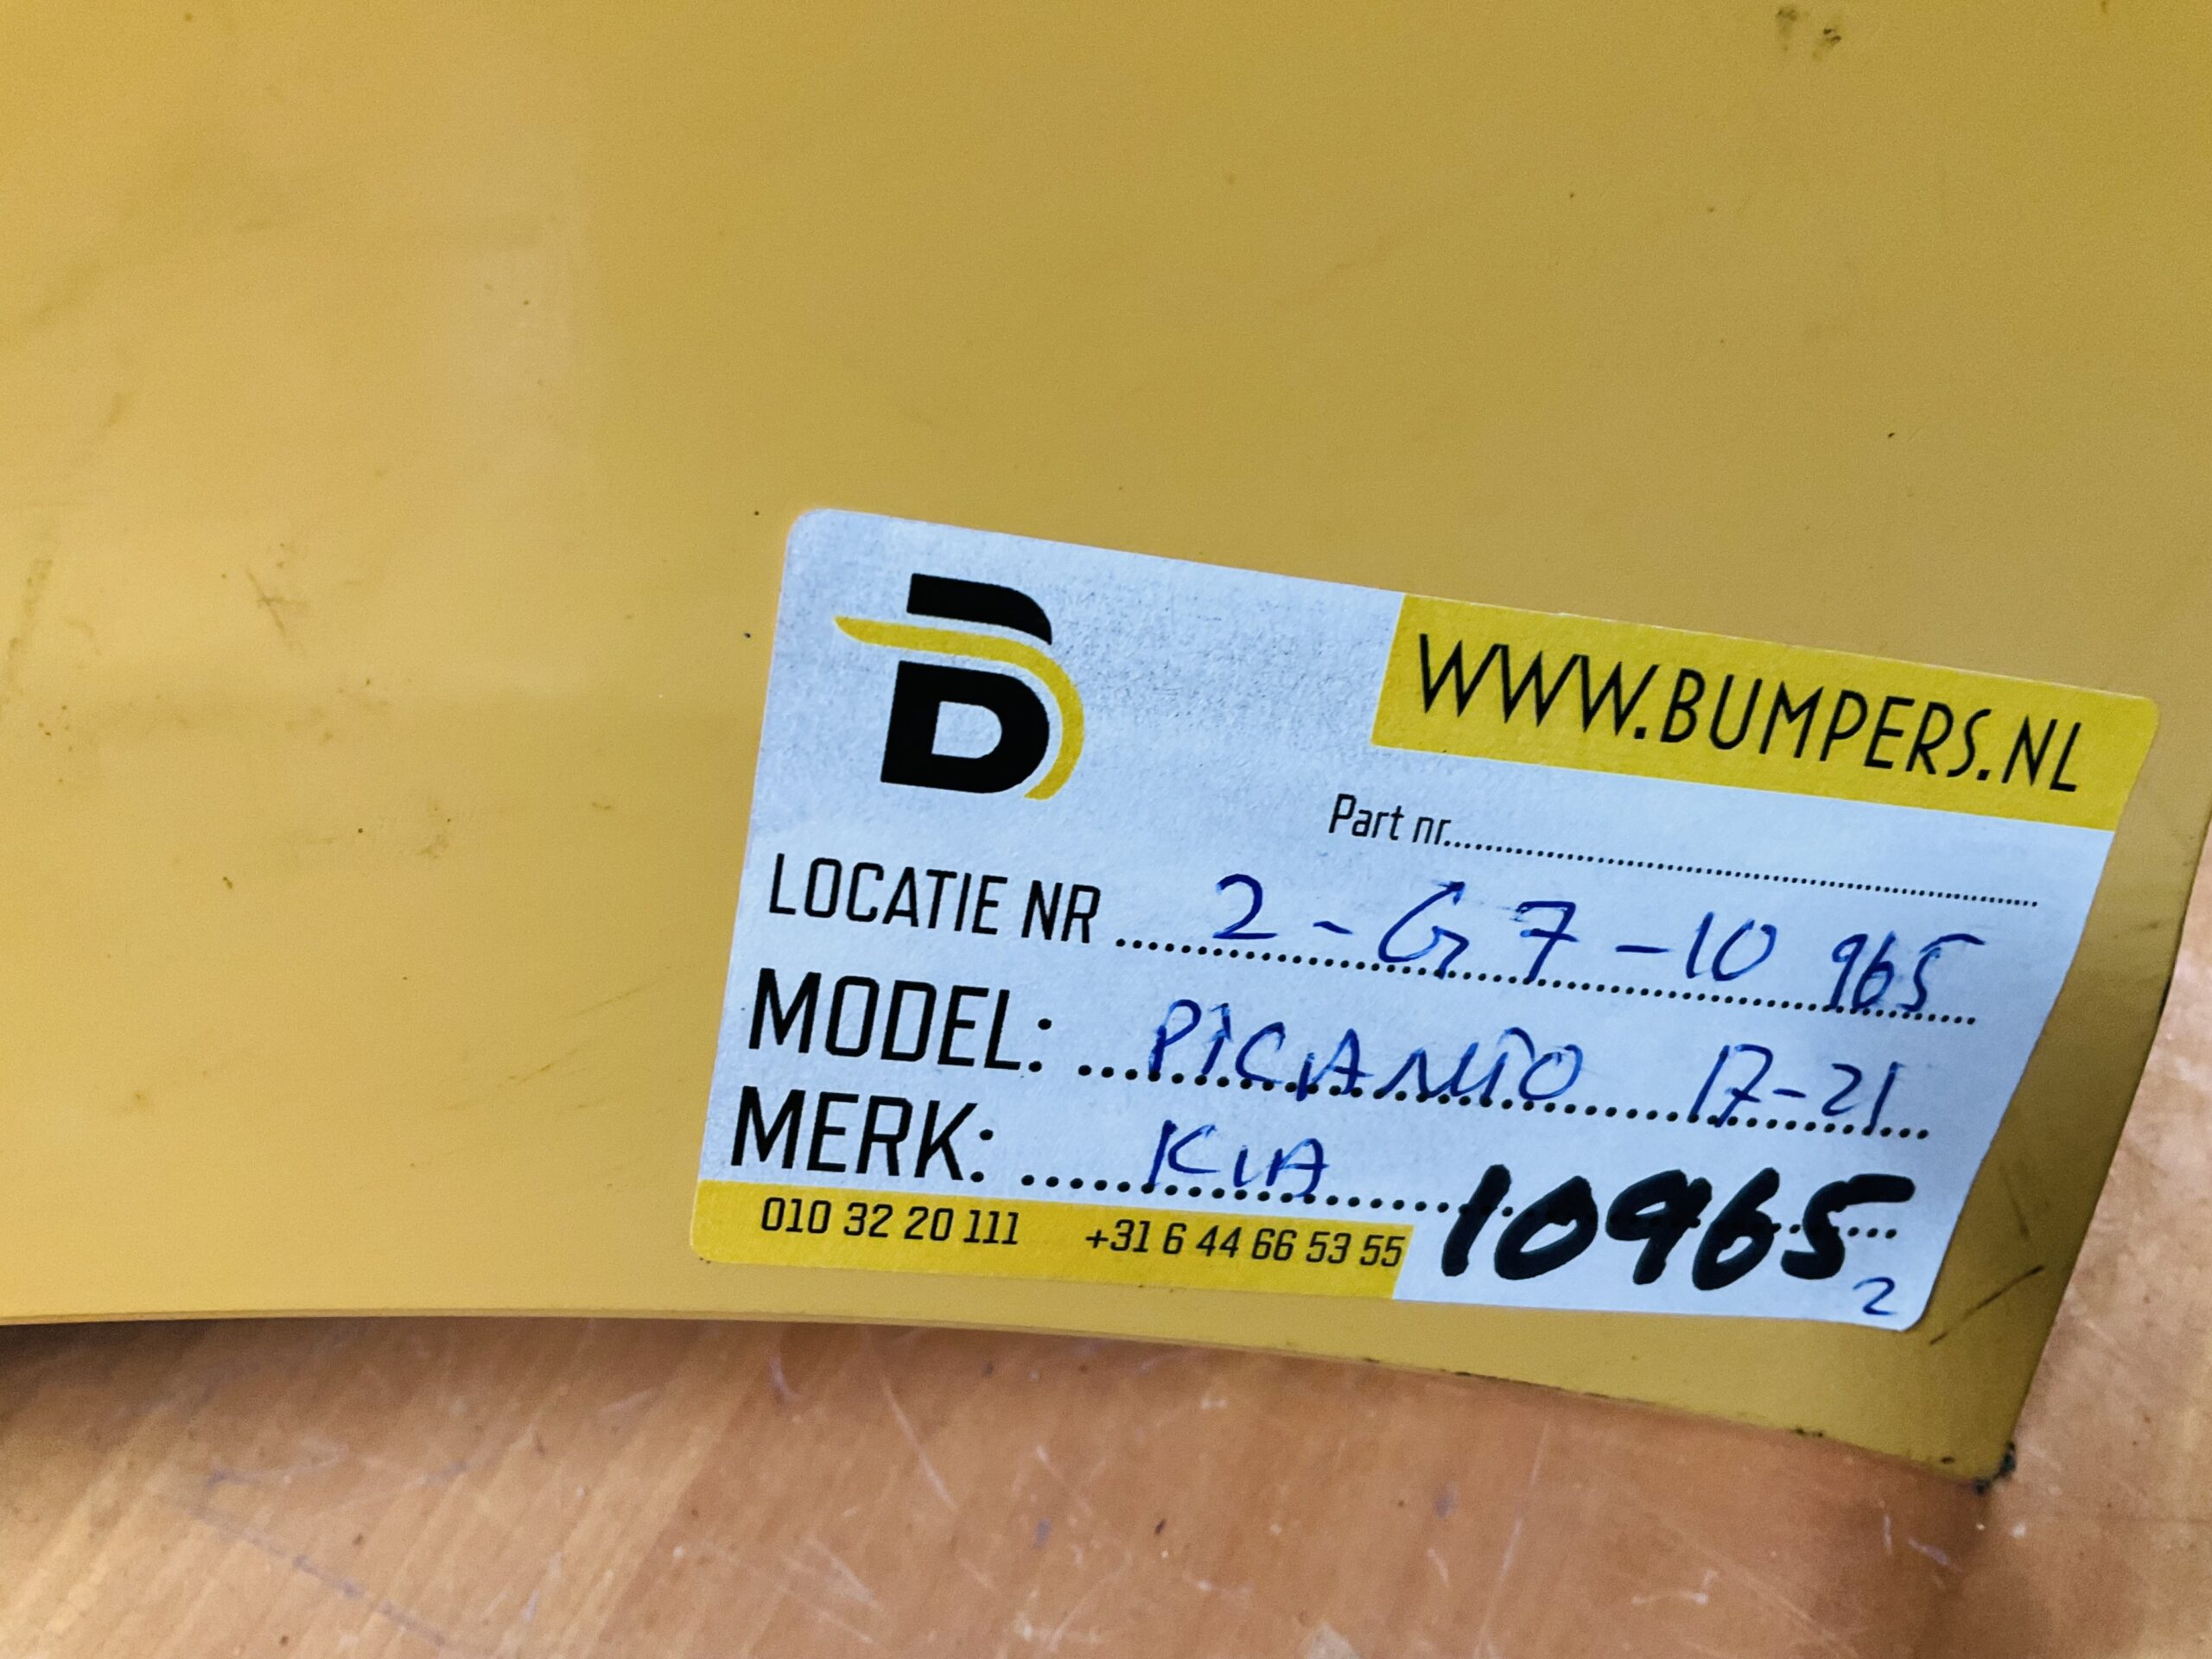 B
WWW.BUMPERS.NL
Part nr..............................
LOCATIE NR ..... 2 - G7 - 10 965
MODEL: ... PICANTO 17-21
MERK: ..... KIA
10965
010 32 20 111 +31 6 44 66 53 55
2